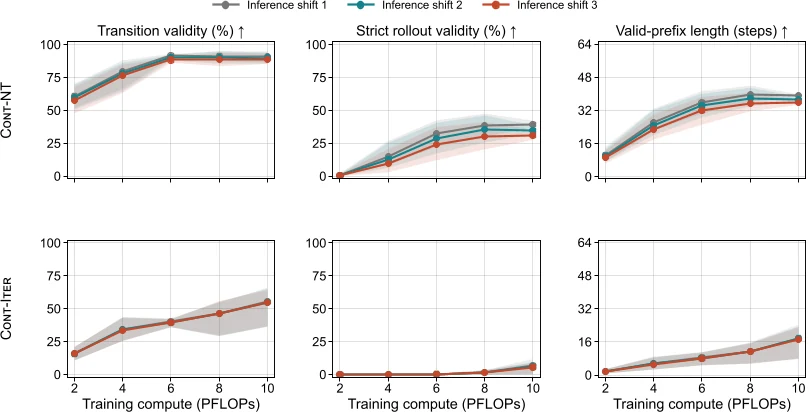 Inference shift 1 Inference shift 2 Inference shift 3
Transition validity (%) ↑ Strict rollout validity (%) ↑ Valid-prefix length (steps) ↑
CONT-NT
100 75 50 25 0
100 75 50 25 0
64 48 32 16 0
CONT-ITER
100 75 50 25 0
100 75 50 25 0
64 48 32 16 0
2 4 6 8 10 2 4 6 8 10 2 4 6 8 10
Training compute (PFLOPs) Training compute (PFLOPs) Training compute (PFLOPs)